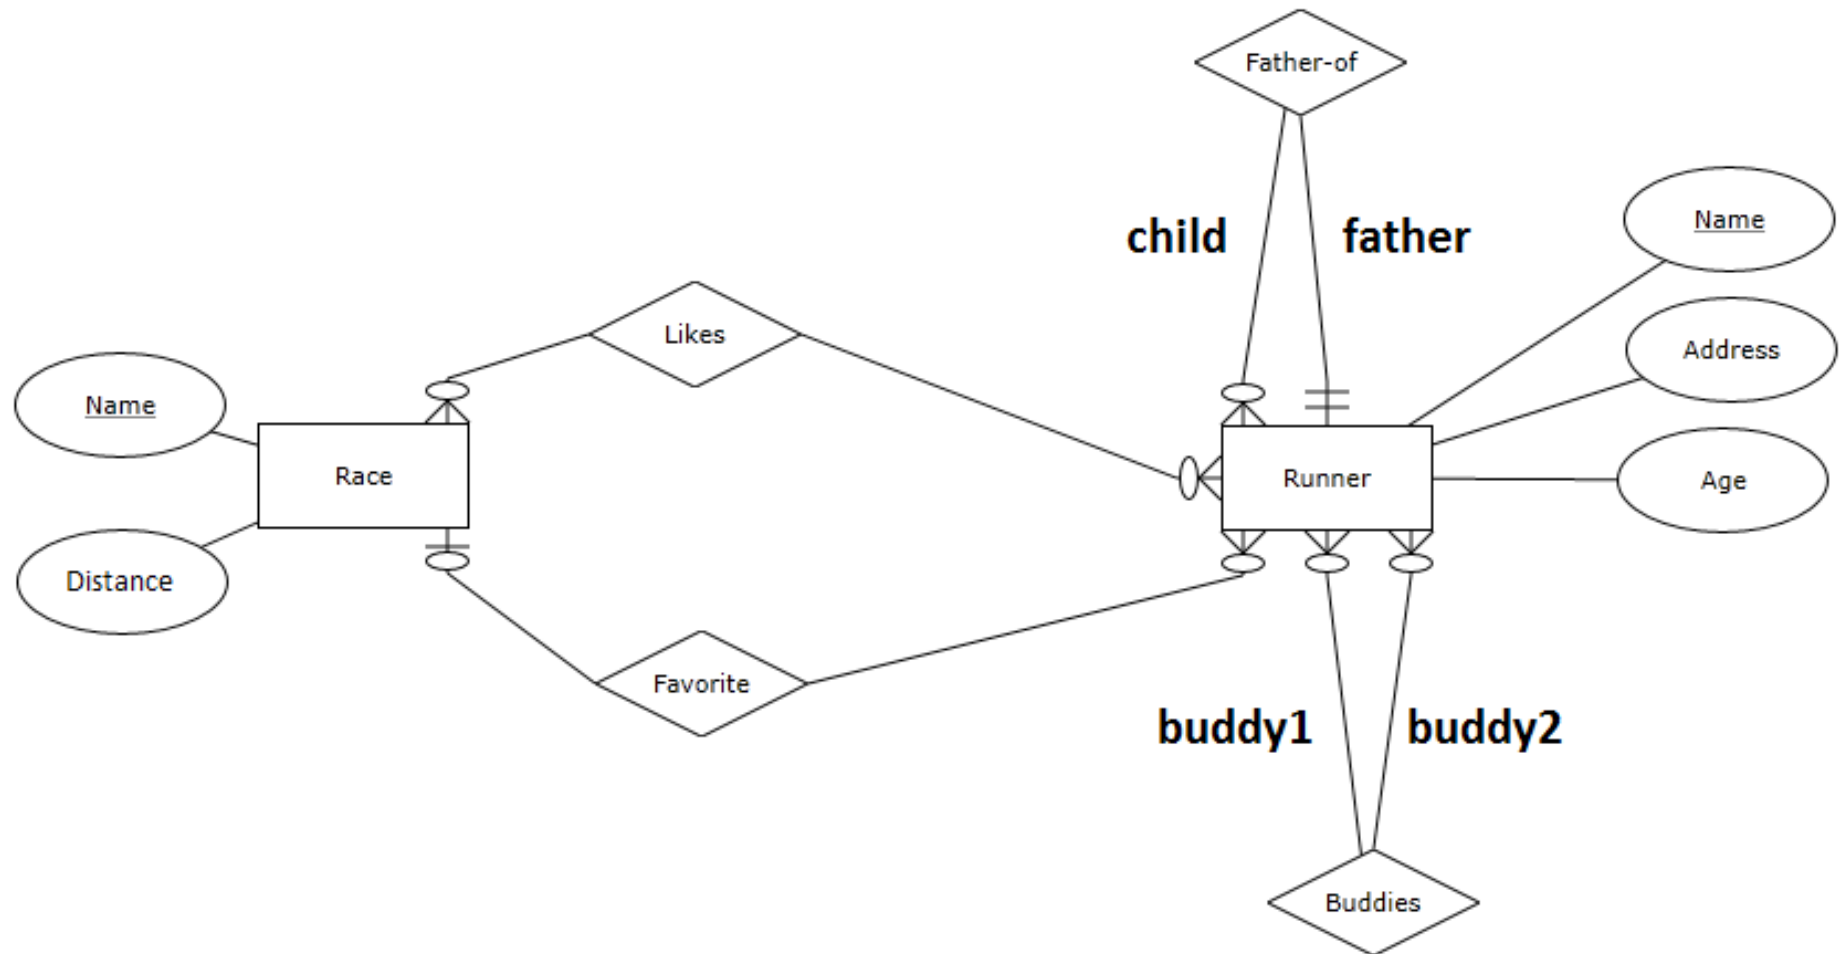 Father-of
child
father
Name
Likes
Address
Name
Race
Runner
Age
Distance
Favorite
buddy1
buddy2
Buddies